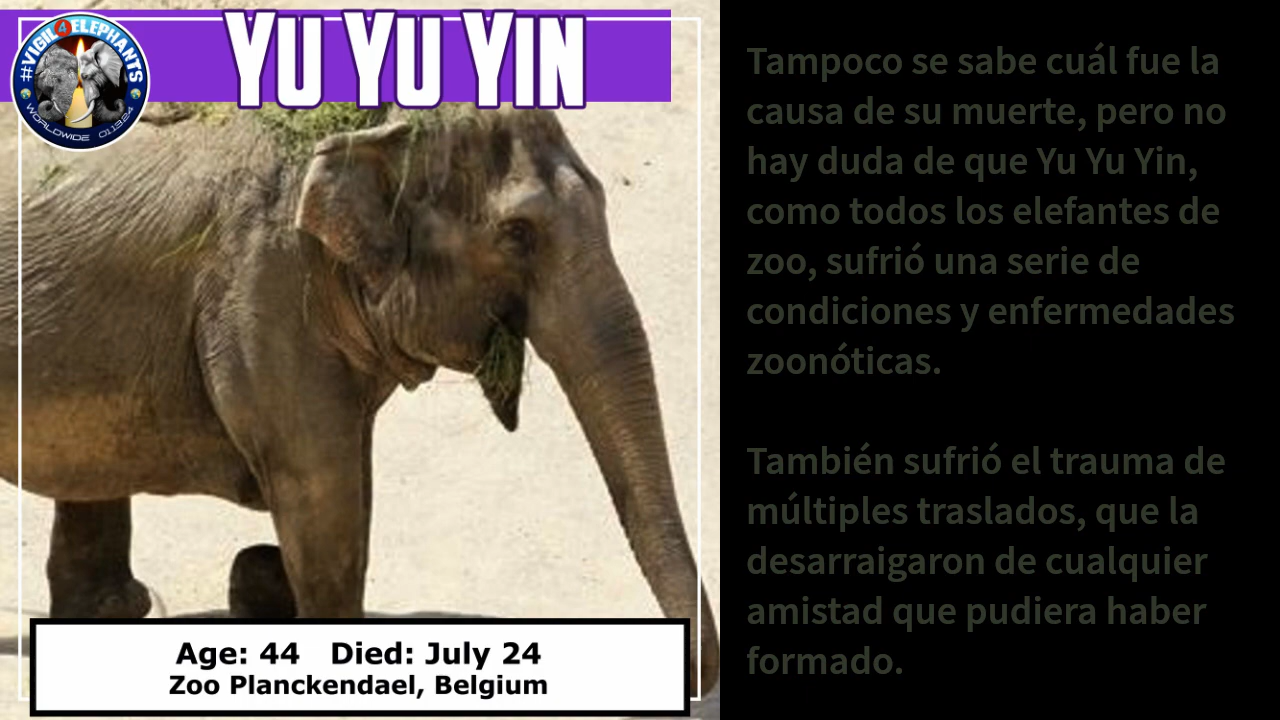 YU YU YIN
#VIGIL4ELEPHANTS
WORLDWIDE 01.13.24
Age: 44 Died: July 24
Zoo Planckendael, Belgium
Tampoco se sabe cuál fue la
causa de su muerte, pero no
hay duda de que Yu Yu Yin,
como todos los elefantes de
zoo, sufrió una serie de
condiciones y enfermedades
zoonóticas.
También sufrió el trauma de
múltiples traslados, que la
desarraigaron de cualquier
amistad que pudiera haber
formado.